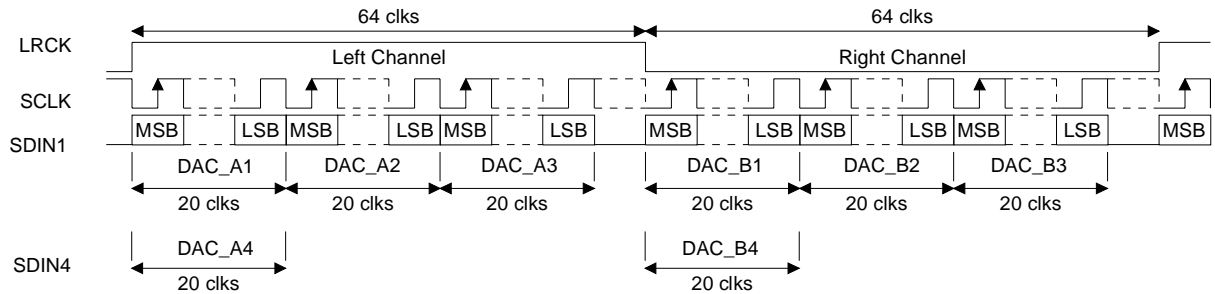 64 clks 64 clks
LRCK Left Channel Right Channel
SCLK
SDIN1 MSB LSB MSB LSB MSB LSB MSB LSB MSB LSB MSB LSB MSB
DAC_A1 DAC_A2 DAC_A3 DAC_B1 DAC_B2 DAC_B3
20 clks 20 clks 20 clks 20 clks 20 clks 20 clks
SDIN4 DAC_A4 DAC_B4
20 clks 20 clks